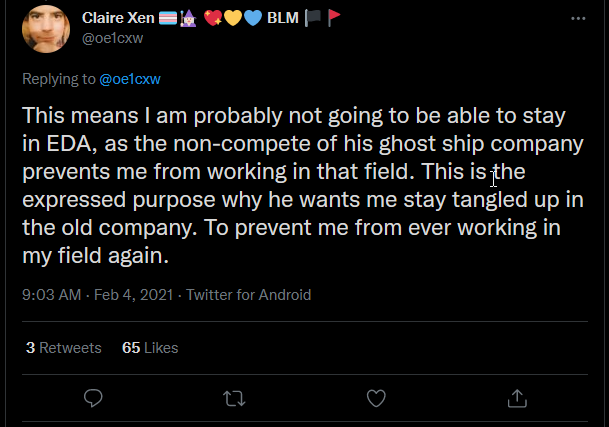 Claire Xen 🏳️‍⚧️🧙🏻‍♀️ 💖💛💙 BLM 🏴🚩
@oe1cxw
Replying to @oe1cxw
This means I am probably not going to be able to stay
in EDA, as the non-compete of his ghost ship company
prevents me from working in that field. This is the
expressed purpose why he wants me stay tangled up in
the old company. To prevent me from ever working in
my field again.
9:03 AM · Feb 4, 2021 · Twitter for Android
3 Retweets 65 Likes